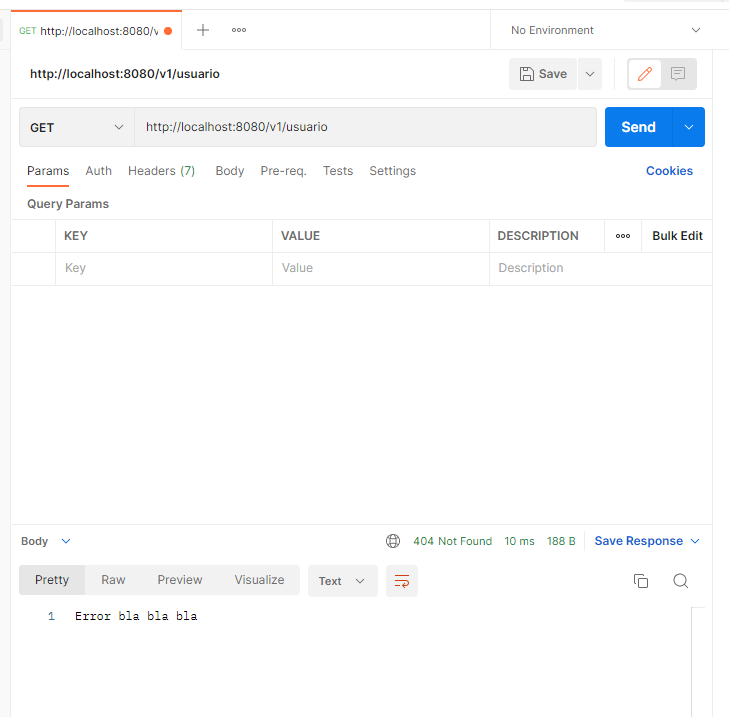 GET http://localhost:8080/v
No Environment
http://localhost:8080/v1/usuario
Save
GET http://localhost:8080/v1/usuario Send
Params Auth Headers (7) Body Pre-req. Tests Settings Cookies
Query Params
KEY VALUE DESCRIPTION Bulk Edit
Key Value Description
Body 404 Not Found 10 ms 188 B Save Response
Pretty Raw Preview Visualize Text
1 Error bla bla bla